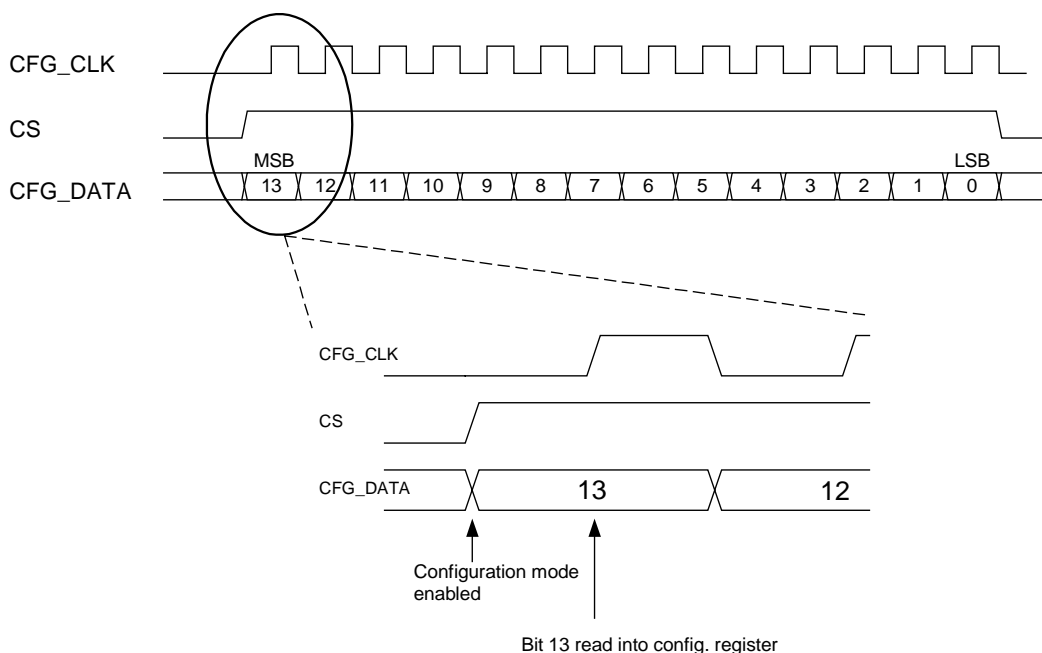 CFG_CLK
CS
MSB LSB
CFG_DATA 13 12 11 10 9 8 7 6 5 4 3 2 1 0
CFG_CLK
CS
CFG_DATA 13 12
Configuration mode
enabled
Bit 13 read into config. register